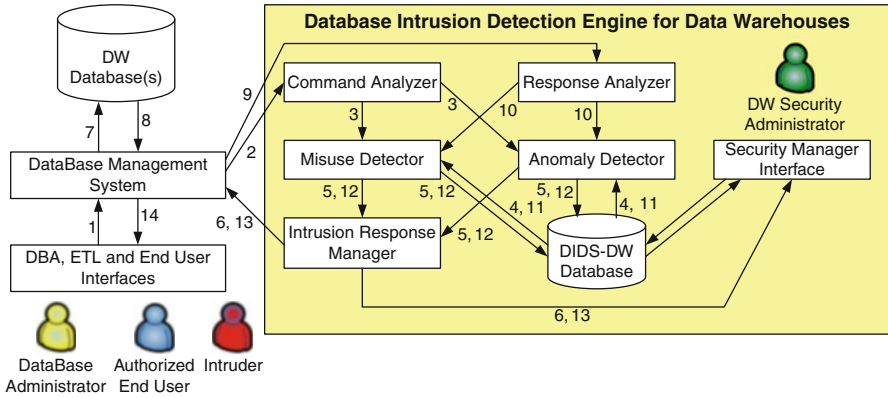 Database Intrusion Detection Engine for Data Warehouses
DW
Database(s)
9
Command Analyzer
Response Analyzer
DW Security
Administrator
7
8
2
3
3
10
10
DataBase Management
System
Misuse Detector
Anomaly Detector
Security Manager
Interface
1
14
6, 13
5, 12
5, 12
4, 11
5,
12
4, 11
DBA, ETL and End User
Interfaces
Intrusion Response
Manager
5, 12
DIDS-DW
Database
6, 13
DataBase
Administrator
Authorized
End User
Intruder